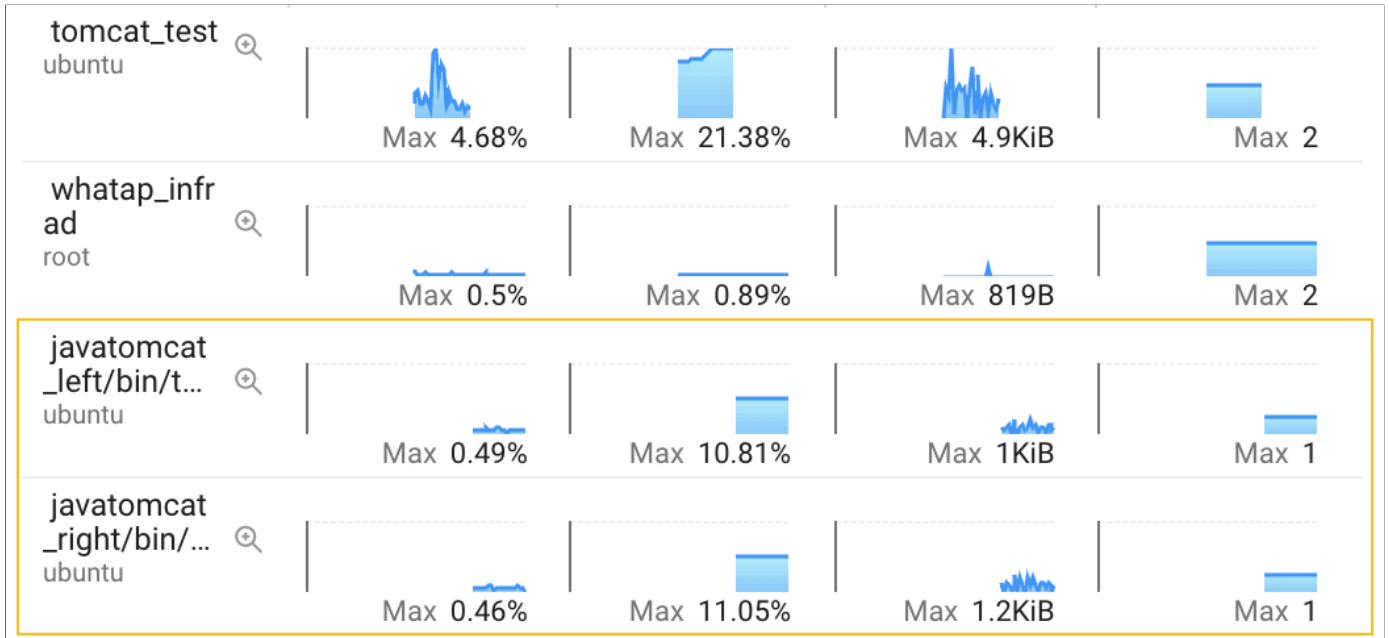 tomcat_test
ubuntu
Max 4.68%
Max 21.38%
Max 4.9KiB
Max 2
whatap_infr
ad
root
Max 0.5%
Max 0.89%
Max 819B
Max 2
javatomcat
_left/bin/t...
ubuntu
Max 0.49%
Max 10.81%
Max 1KiB
Max 1
javatomcat
_right/bin/...
ubuntu
Max 0.46%
Max 11.05%
Max 1.2KiB
Max 1